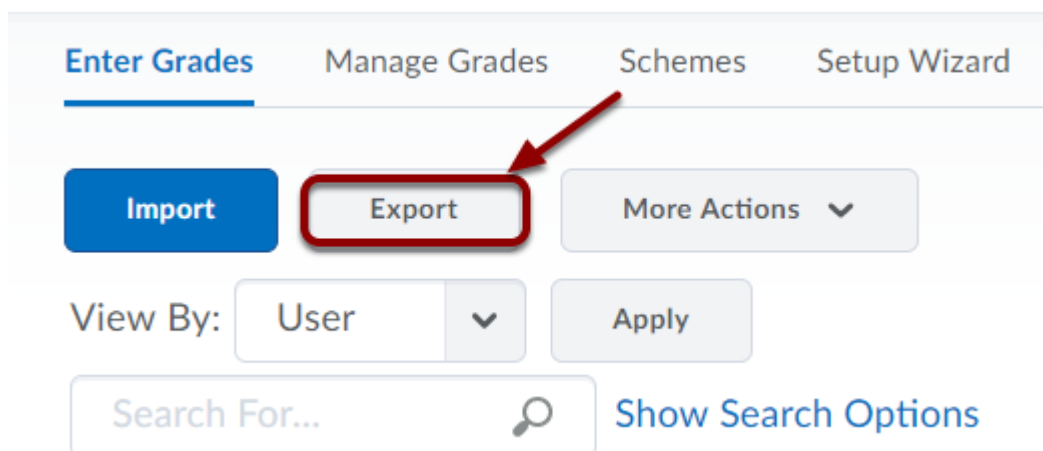 Enter Grades Manage Grades Schemes Setup Wizard
Import Export More Actions
View By: User Apply
Search For... Show Search Options